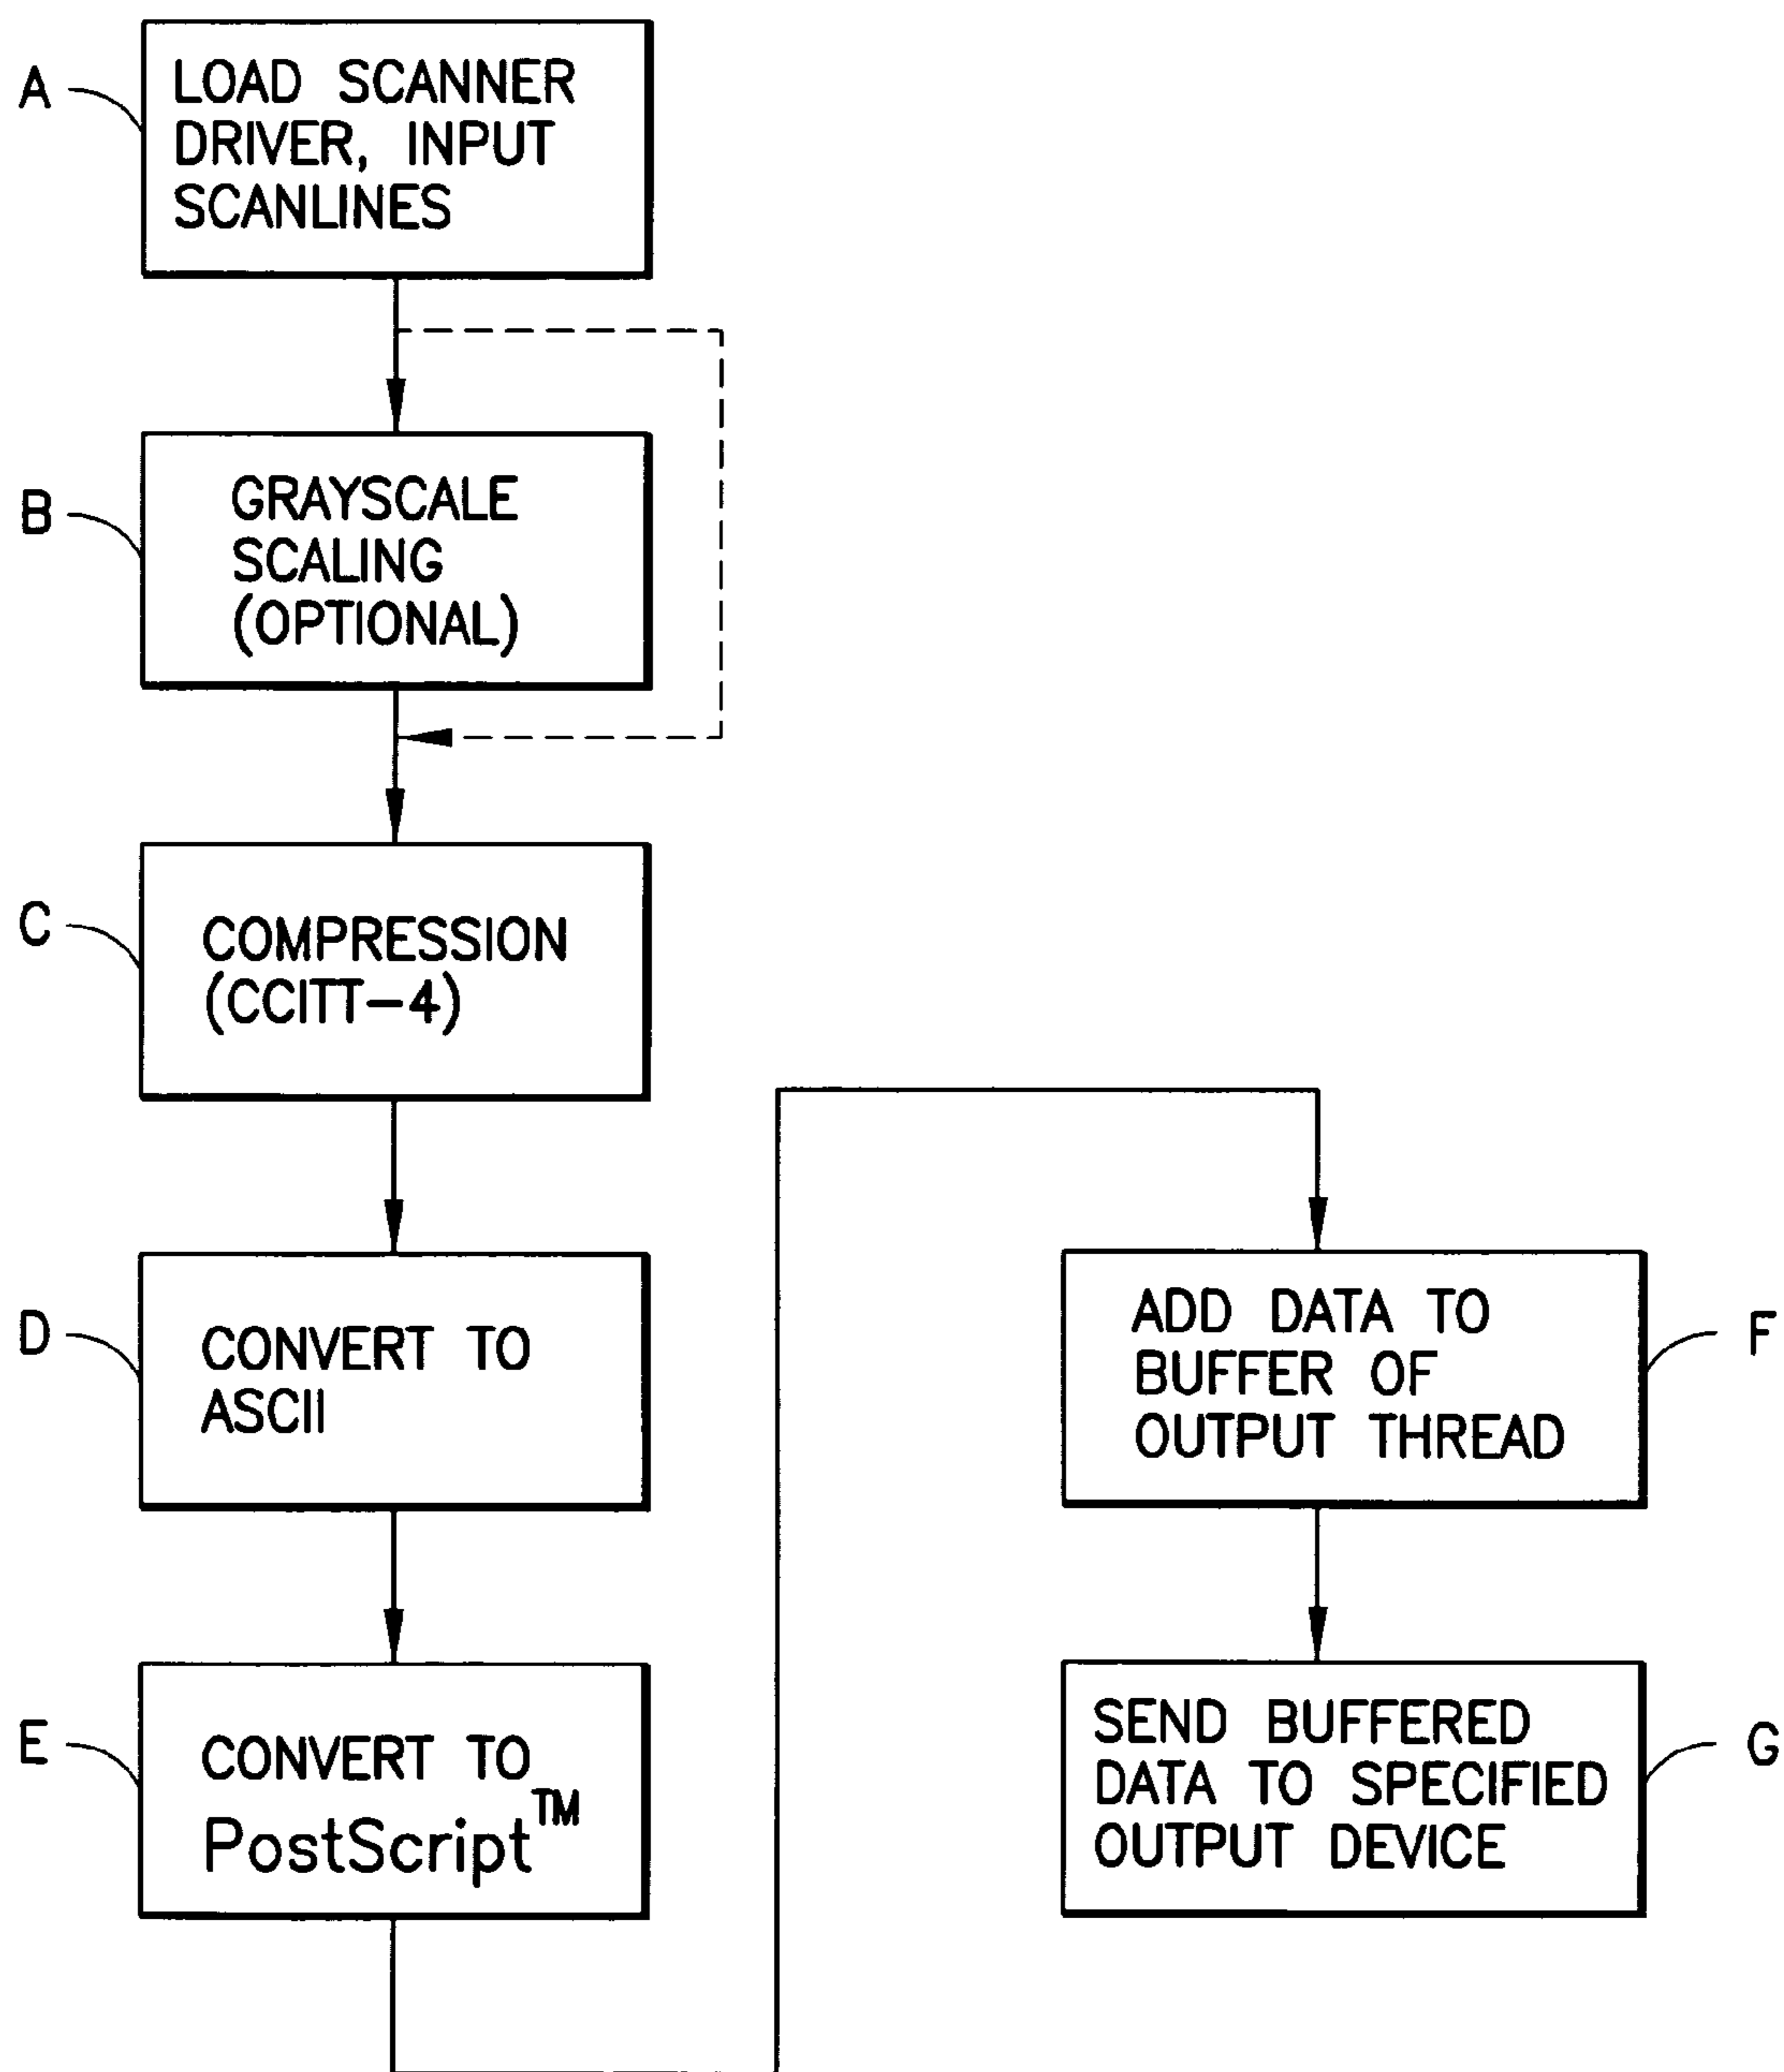 A
LOAD SCANNER
DRIVER, INPUT
SCANLINES
B
GRAYSCALE
SCALING
(OPTIONAL)
C
COMPRESSION
(CCITT-4)
D
CONVERT TO
ASCII
E
CONVERT TO
PostScript™
F
ADD DATA TO
BUFFER OF
OUTPUT THREAD
G
SEND BUFFERED
DATA TO SPECIFIED
OUTPUT DEVICE